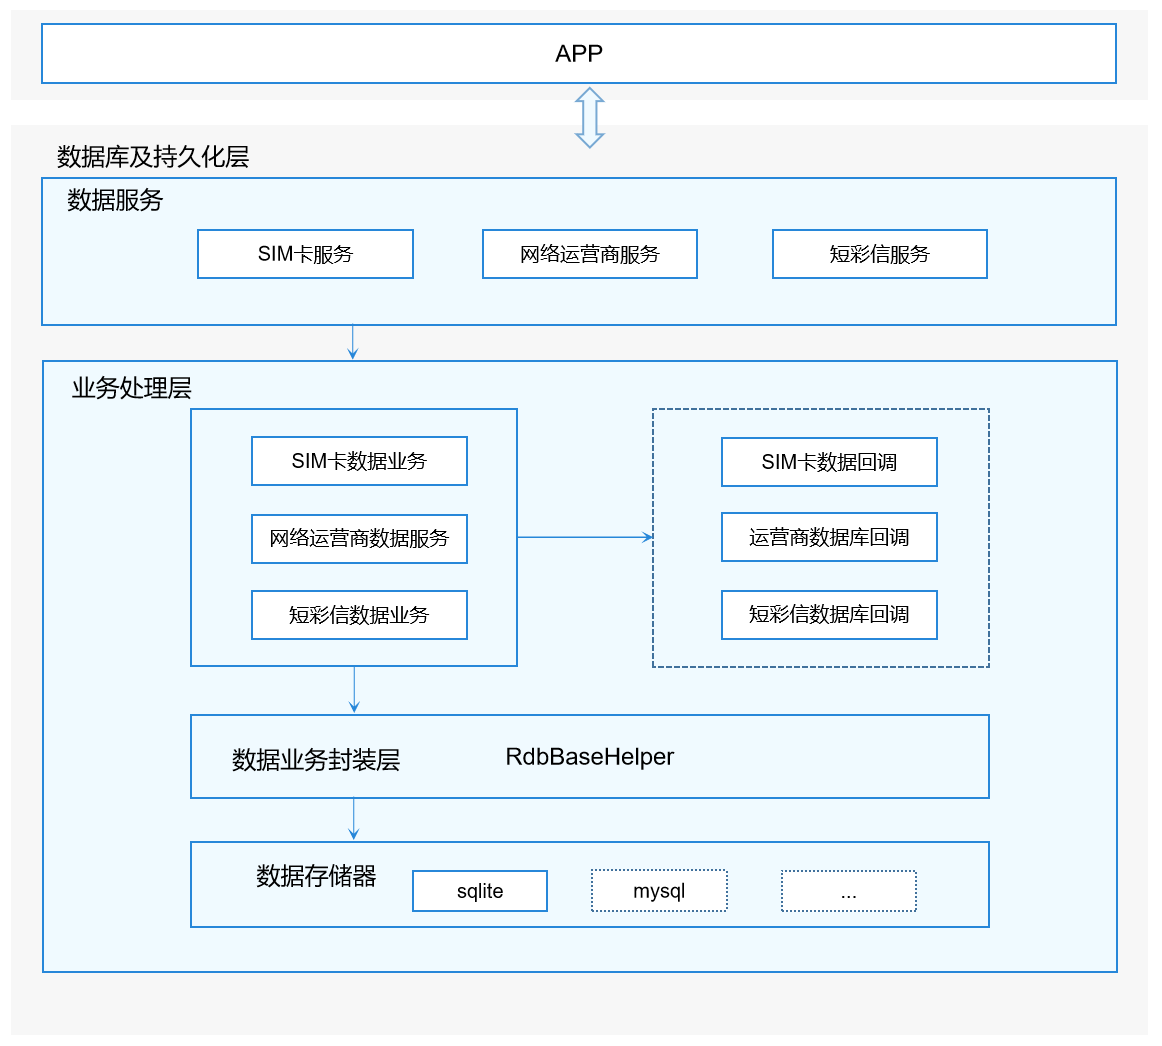 APP
数据库及持久化层
数据服务
SIM卡服务
网络运营商服务
短彩信服务
业务处理层
SIM卡数据业务
网络运营商数据服务
短彩信数据业务
SIM卡数据回调
运营商数据库回调
短彩信数据库回调
数据业务封装层
RdbBaseHelper
数据存储器
sqlite
mysql
...